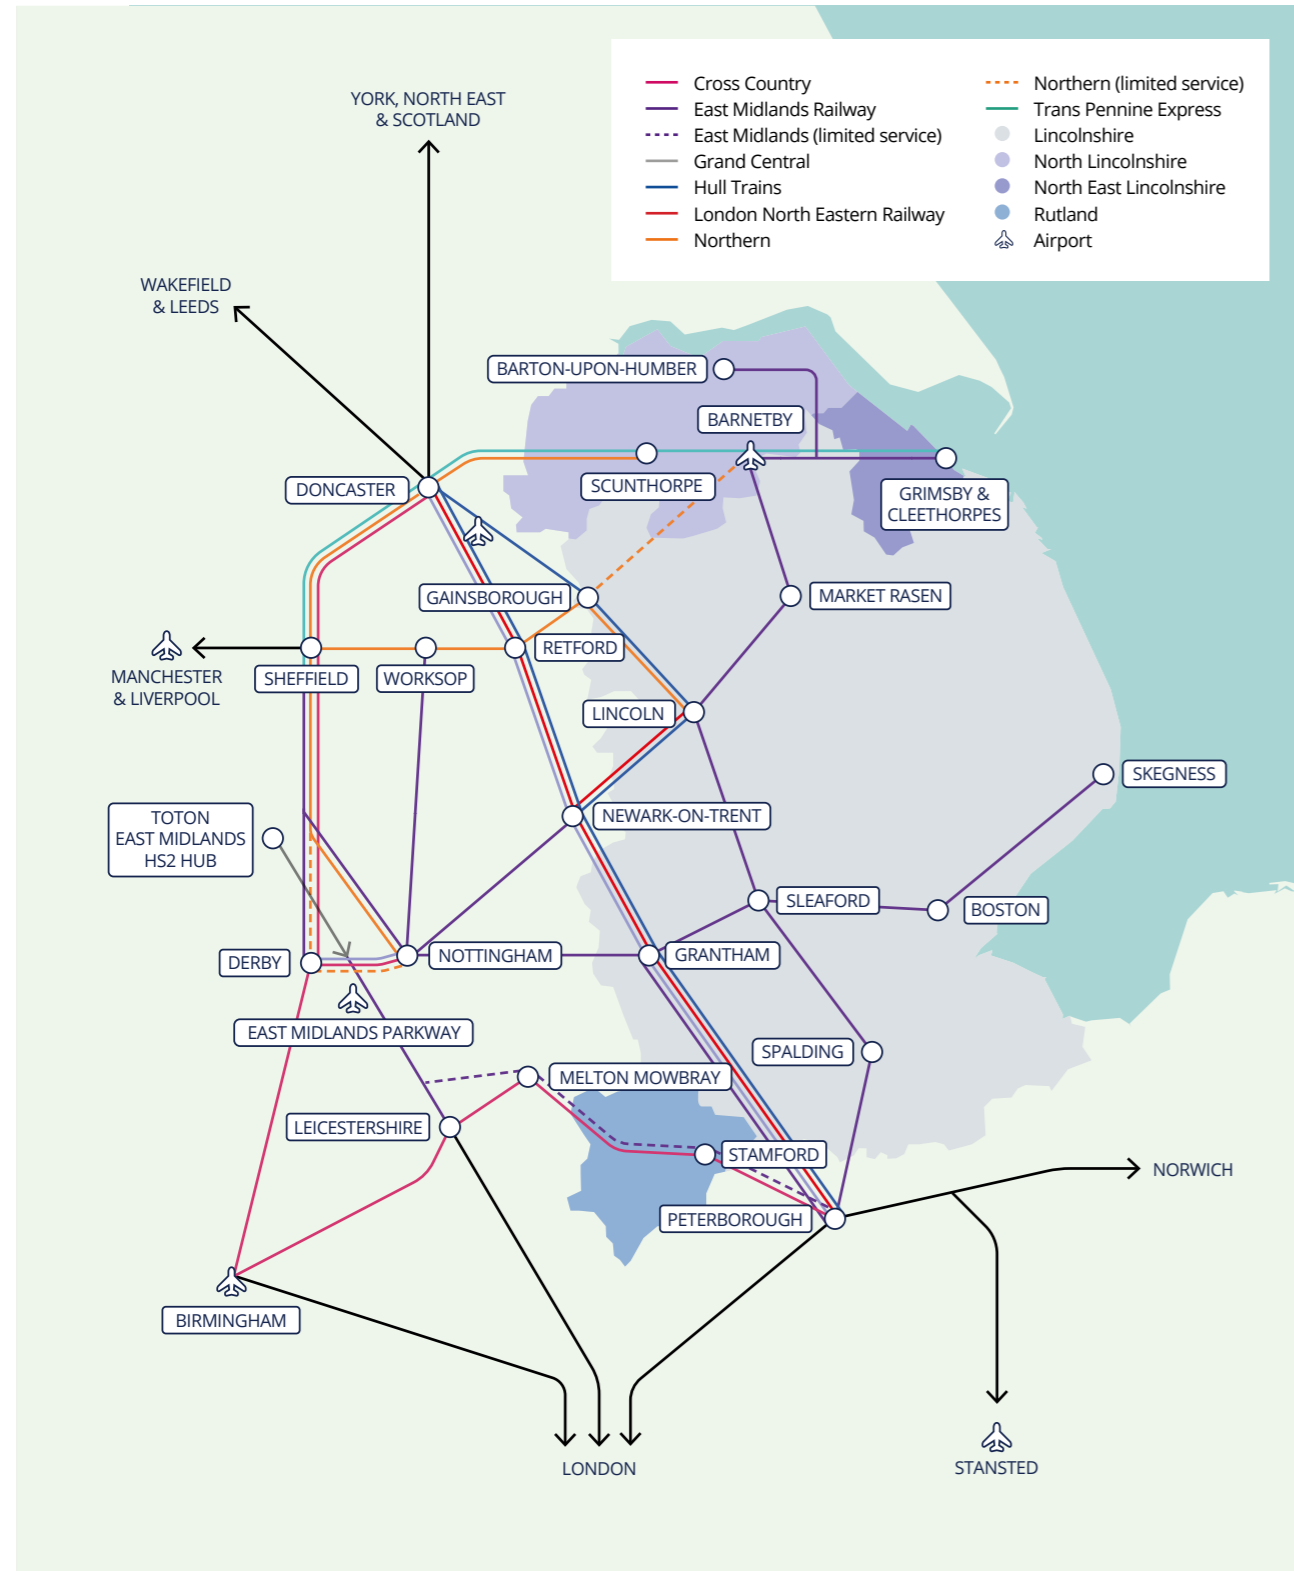 Cross Country
East Midlands Railway
East Midlands (limited service)
Grand Central
Hull Trains
London North Eastern Railway
Northern
Northern (limited service)
Trans Pennine Express
Lincolnshire
North Lincolnshire
North East Lincolnshire
Rutland
Airport
YORK, NORTH EAST
& SCOTLAND
WAKEFIELD
& LEEDS
BARTON-UPON-HUMBER
BARNETBY
DONCASTER
SCUNTHORPE
GRIMSBY &
CLEETHORPES
GAINSBOROUGH
MARKET RASEN
RETFORD
MANCHESTER
& LIVERPOOL
SHEFFIELD
WORKSOP
LINCOLN
SKEGNESS
TOTON
EAST MIDLANDS
HS2 HUB
NEWARK-ON-TRENT
SLEAFORD
BOSTON
DERBY
NOTTINGHAM
GRANTHAM
EAST MIDLANDS PARKWAY
SPALDING
MELTON MOWBRAY
LEICESTERSHIRE
STAMFORD
NORWICH
PETERBOROUGH
BIRMINGHAM
LONDON
STANSTED